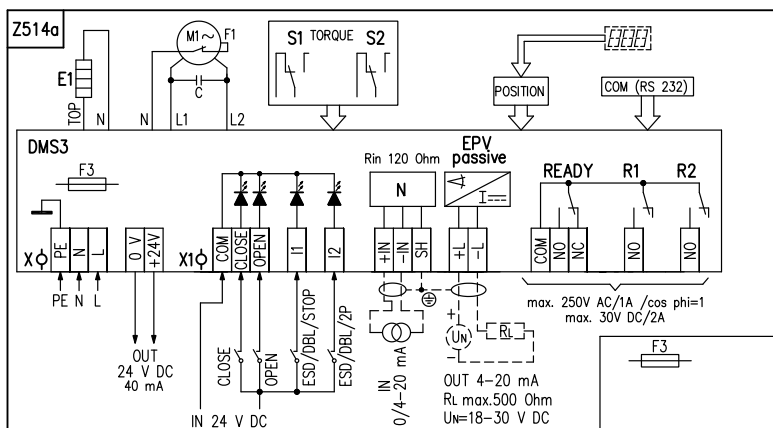 Z514a
E1
TOP
N
M1~
F1
C
N
L1
L2
S1 TORQUE S2
POSITION
COM (RS 232)
DMS3
F3
Rin 120 Ohm
N
EPV
passive
READY
R1
R2
X
PE
N
L
0 V
+24V
X1
COM
CLOSE
OPEN
I1
I2
+IN
-IN
SH
+L
-L
COM
NO
NC
NO
NO
PE N L
OUT
24 V DC
40 mA
CLOSE
OPEN
ESD/DBL/STOP
ESD/DBL/2P
IN 24 V DC
IN
0/4-20 mA
+
UN
-
RL
OUT 4-20 mA
RL max.500 Ohm
UN=18-30 V DC
max. 250V AC/1A /cos phi=1
max. 30V DC/2A
F3